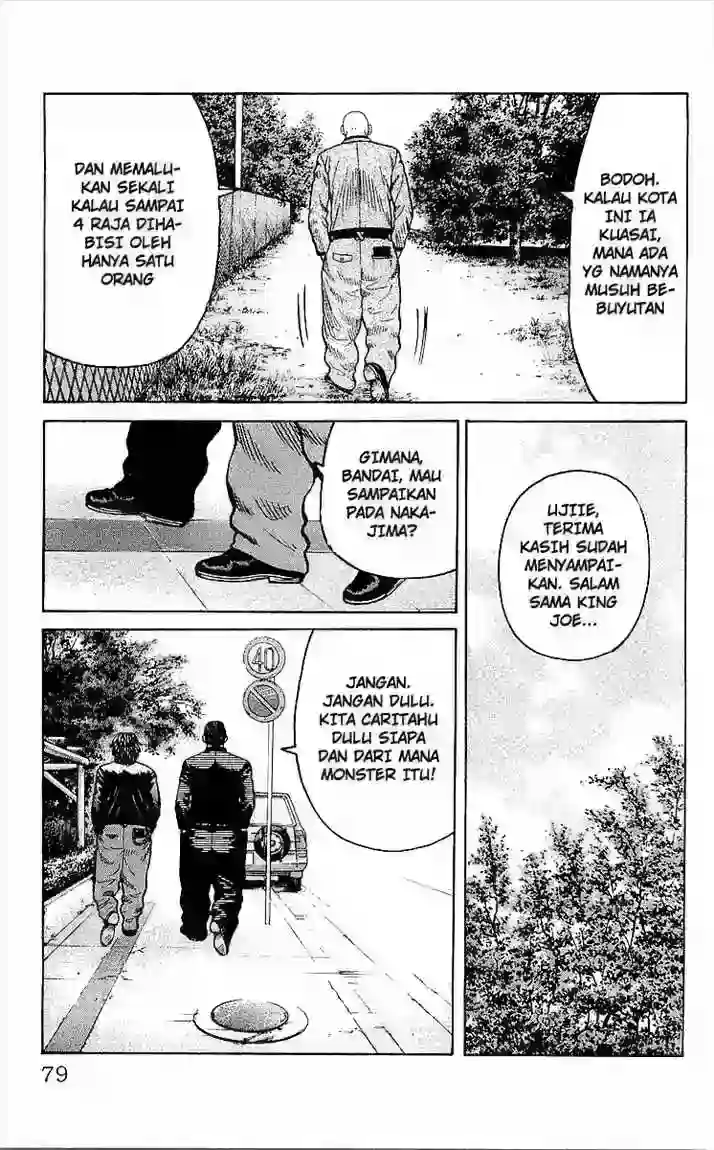 BODOH.
KALAU KOTA
INI IA
KUASAI,
MANA ADA
YG NAMANYA
MUSUH BE-
BUYUTAN
DAN MEMALU-
KAN SEKALI
KALAU SAMPAI
4 RAJA DIHA-
BISI OLEH
HANYA SATU
ORANG
UJIIE,
TERIMA
KASIH SUDAH
MENYAMPAI-
KAN. SALAM
SAMA KING
JOE...
GIMANA,
BANDAI, MAU
SAMPAIKAN
PADA NAKA-
JIMA?
JANGAN.
JANGAN DULU.
KITA CARITAHU
DULU SIAPA
DAN DARI MANA
MONSTER ITU!
40
79